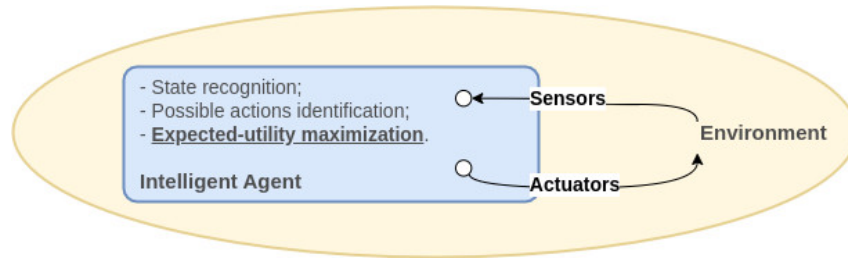 - State recognition;
- Possible actions identification;
- Expected-utility maximization.
Intelligent Agent
Sensors
Environment
Actuators